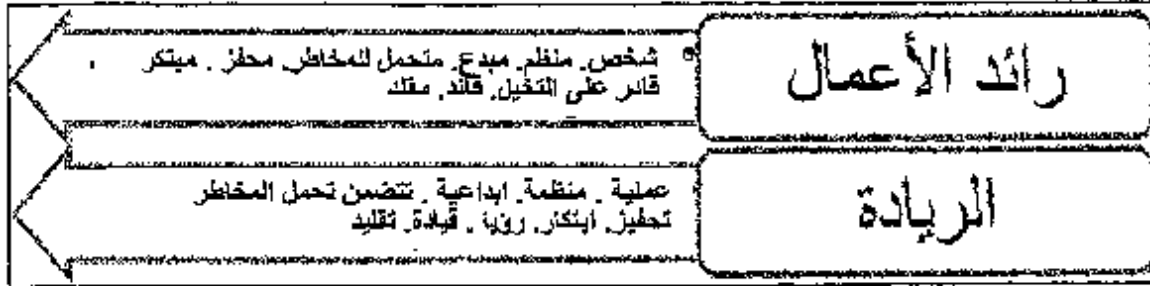 رائد الأعمال
شخص. منظم. مبدع. متحمل للمخاطر. محفز . مبتكر
قادر على التخيل. قائد. مقلد
الريادة
عملية . منظمة. ابداعية . تتضمن تحمل المخاطر
تحفيز. ابتكار. رؤية . قيادة. تقليد